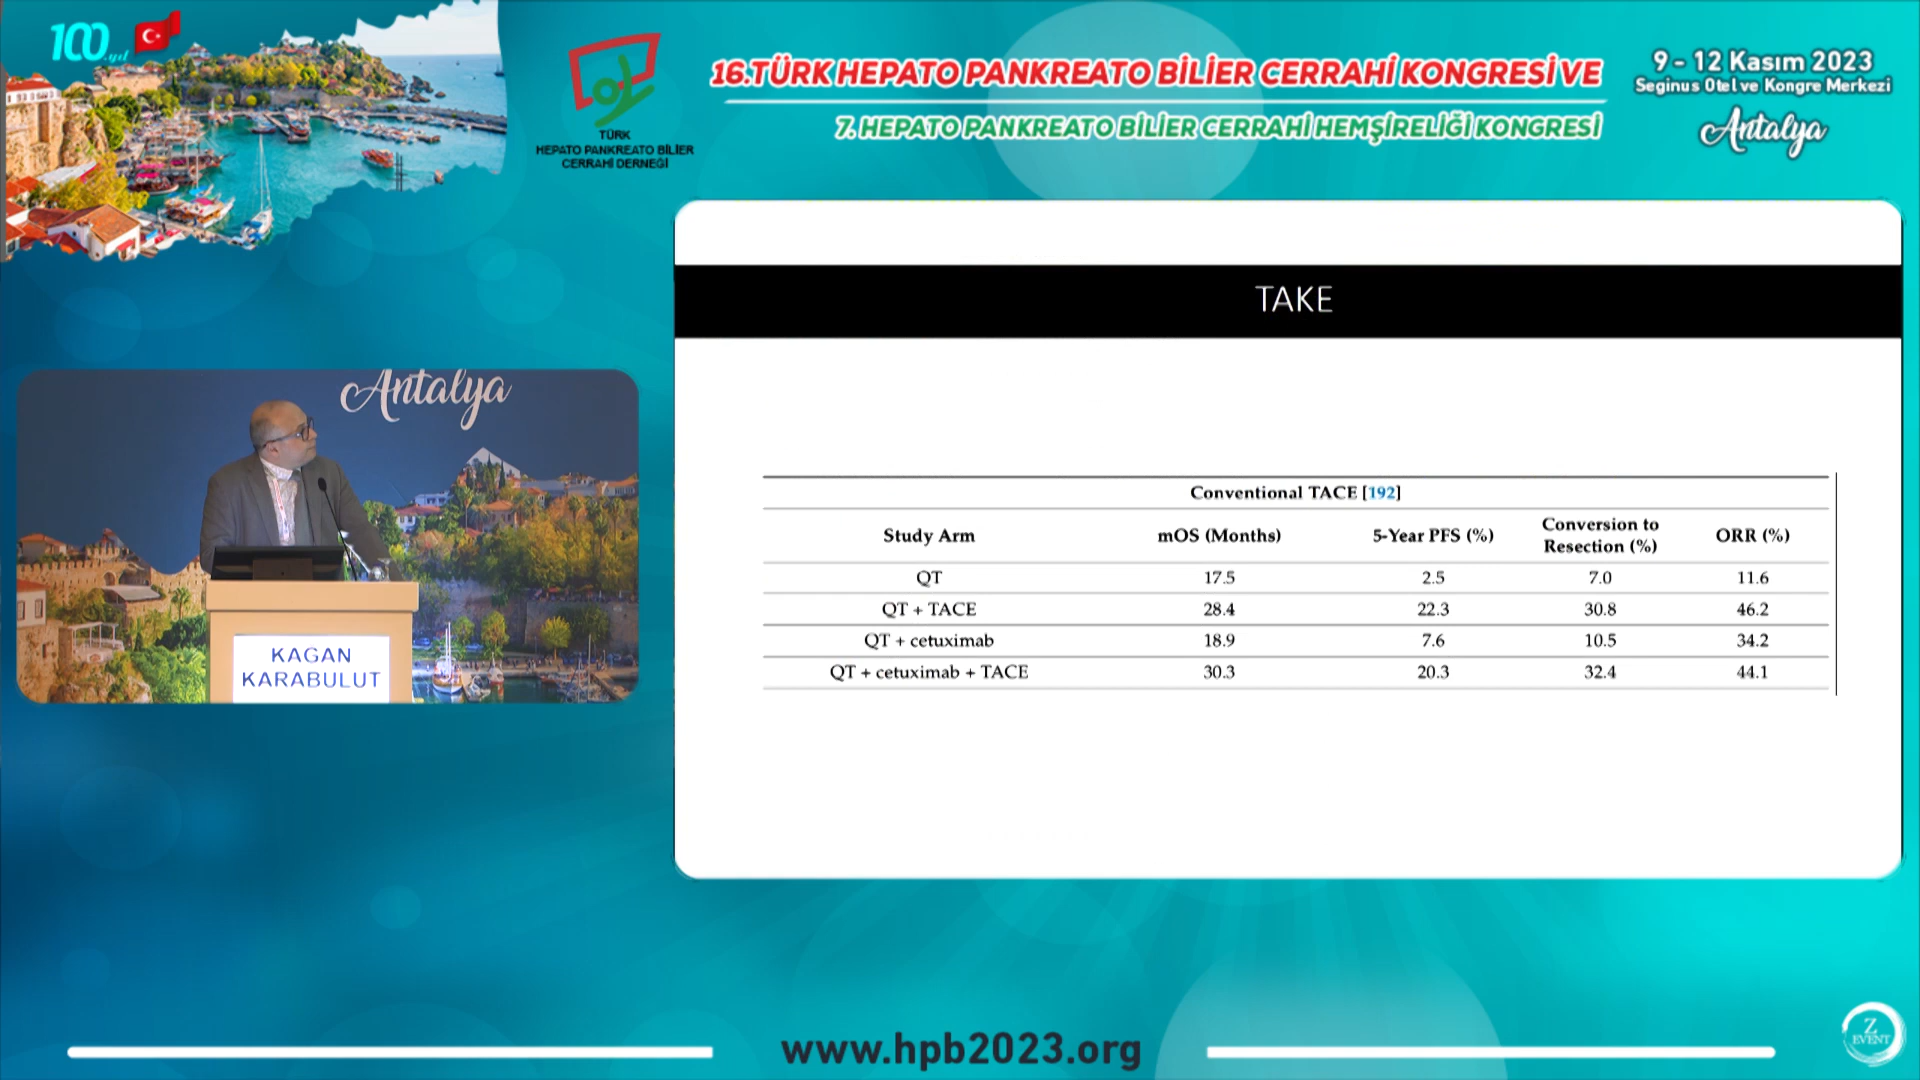 100.yıl
TÜRK
HEPATO PANKREATO BİLİER
CERRAHİ DERNEĞİ
16.TÜRK HEPATO PANKREATO BİLİER CERRAHİ KONGRESİ VE
7. HEPATO PANKREATO BİLİER CERRAHİ HEMŞİRELİĞİ KONGRESİ
9 - 12 Kasım 2023
Seginus Otel ve Kongre Merkezi
Antalya
Antalya
KAGAN
KARABULUT
TAKE
Conventional TACE [192]
Study Arm mOS (Months) 5-Year PFS (%) Conversion to Resection (%) ORR (%)
QT 17.5 2.5 7.0 11.6
QT + TACE 28.4 22.3 30.8 46.2
QT + cetuximab 18.9 7.6 10.5 34.2
QT + cetuximab + TACE 30.3 20.3 32.4 44.1
www.hpb2023.org
Z
EVENT